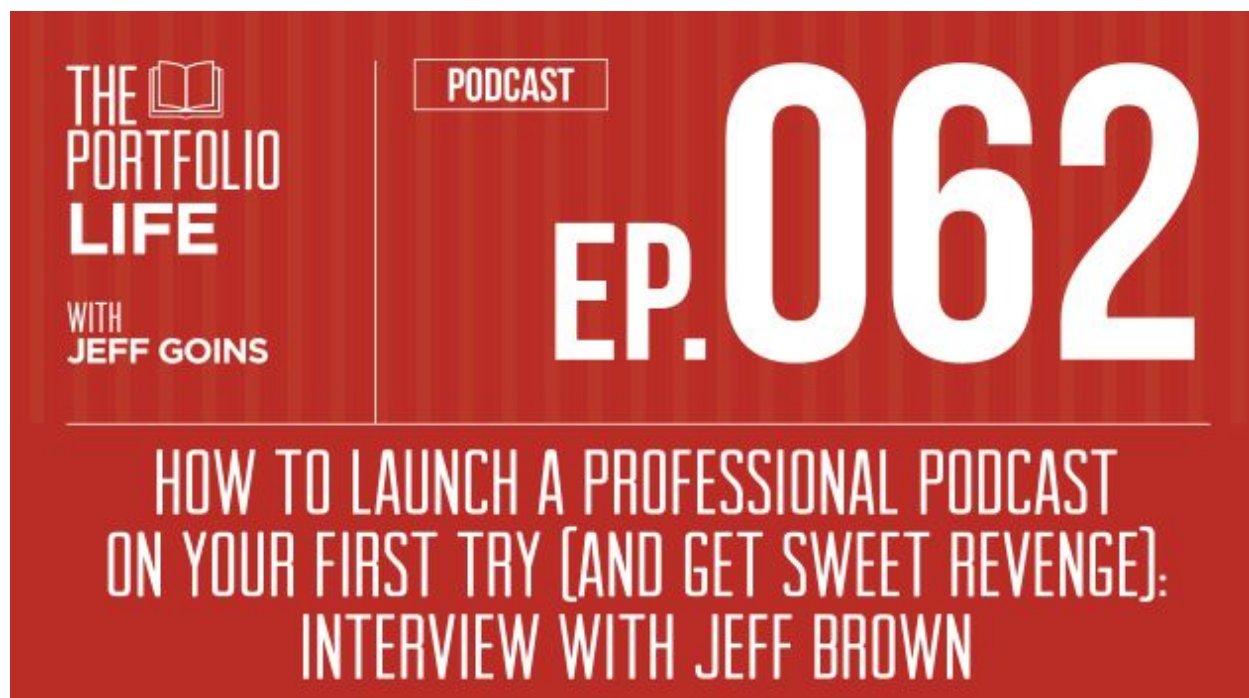 THE
PORTFOLIO
LIFE
WITH
JEFF GOINS
PODCAST
EP.062
HOW TO LAUNCH A PROFESSIONAL PODCAST
ON YOUR FIRST TRY (AND GET SWEET REVENGE):
INTERVIEW WITH JEFF BROWN